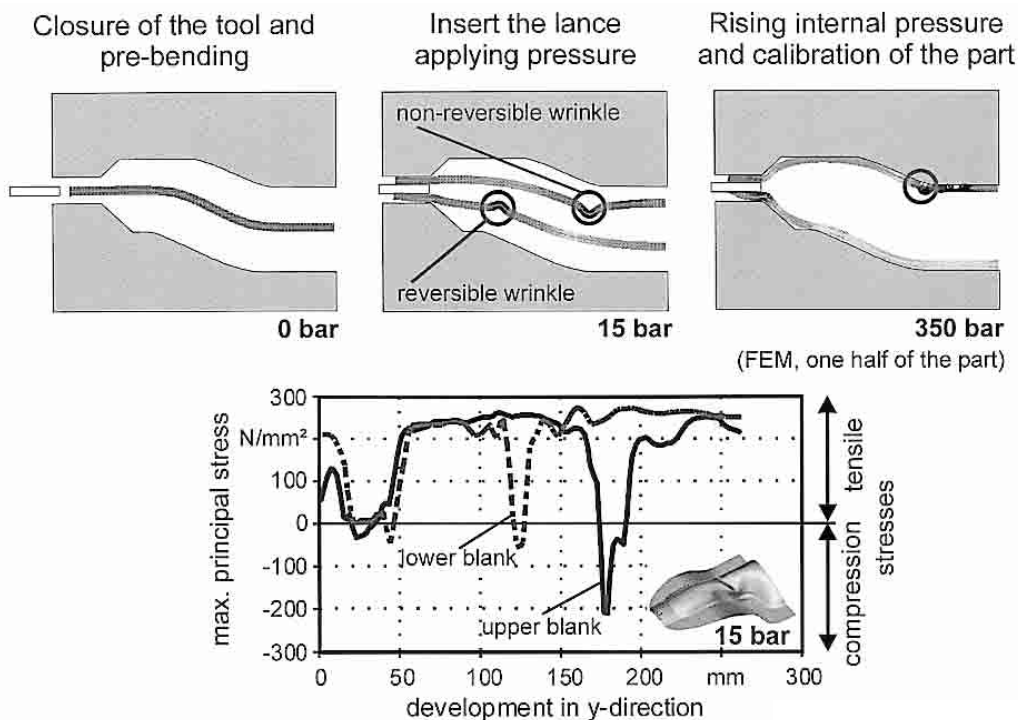 Closure of the tool and
pre-bending
Insert the lance
applying pressure
Rising internal pressure
and calibration of the part
non-reversible wrinkle
reversible wrinkle
0 bar
15 bar
350 bar
(FEM, one half of the part)
max. principal stress
300
N/mm²
100
0
-100
-200
-300
lower blank
upper blank
15 bar
tensile
compression
stresses
0
50
100
150
200
mm
300
development in y-direction